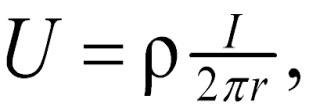 U = ρ I / 2πr,